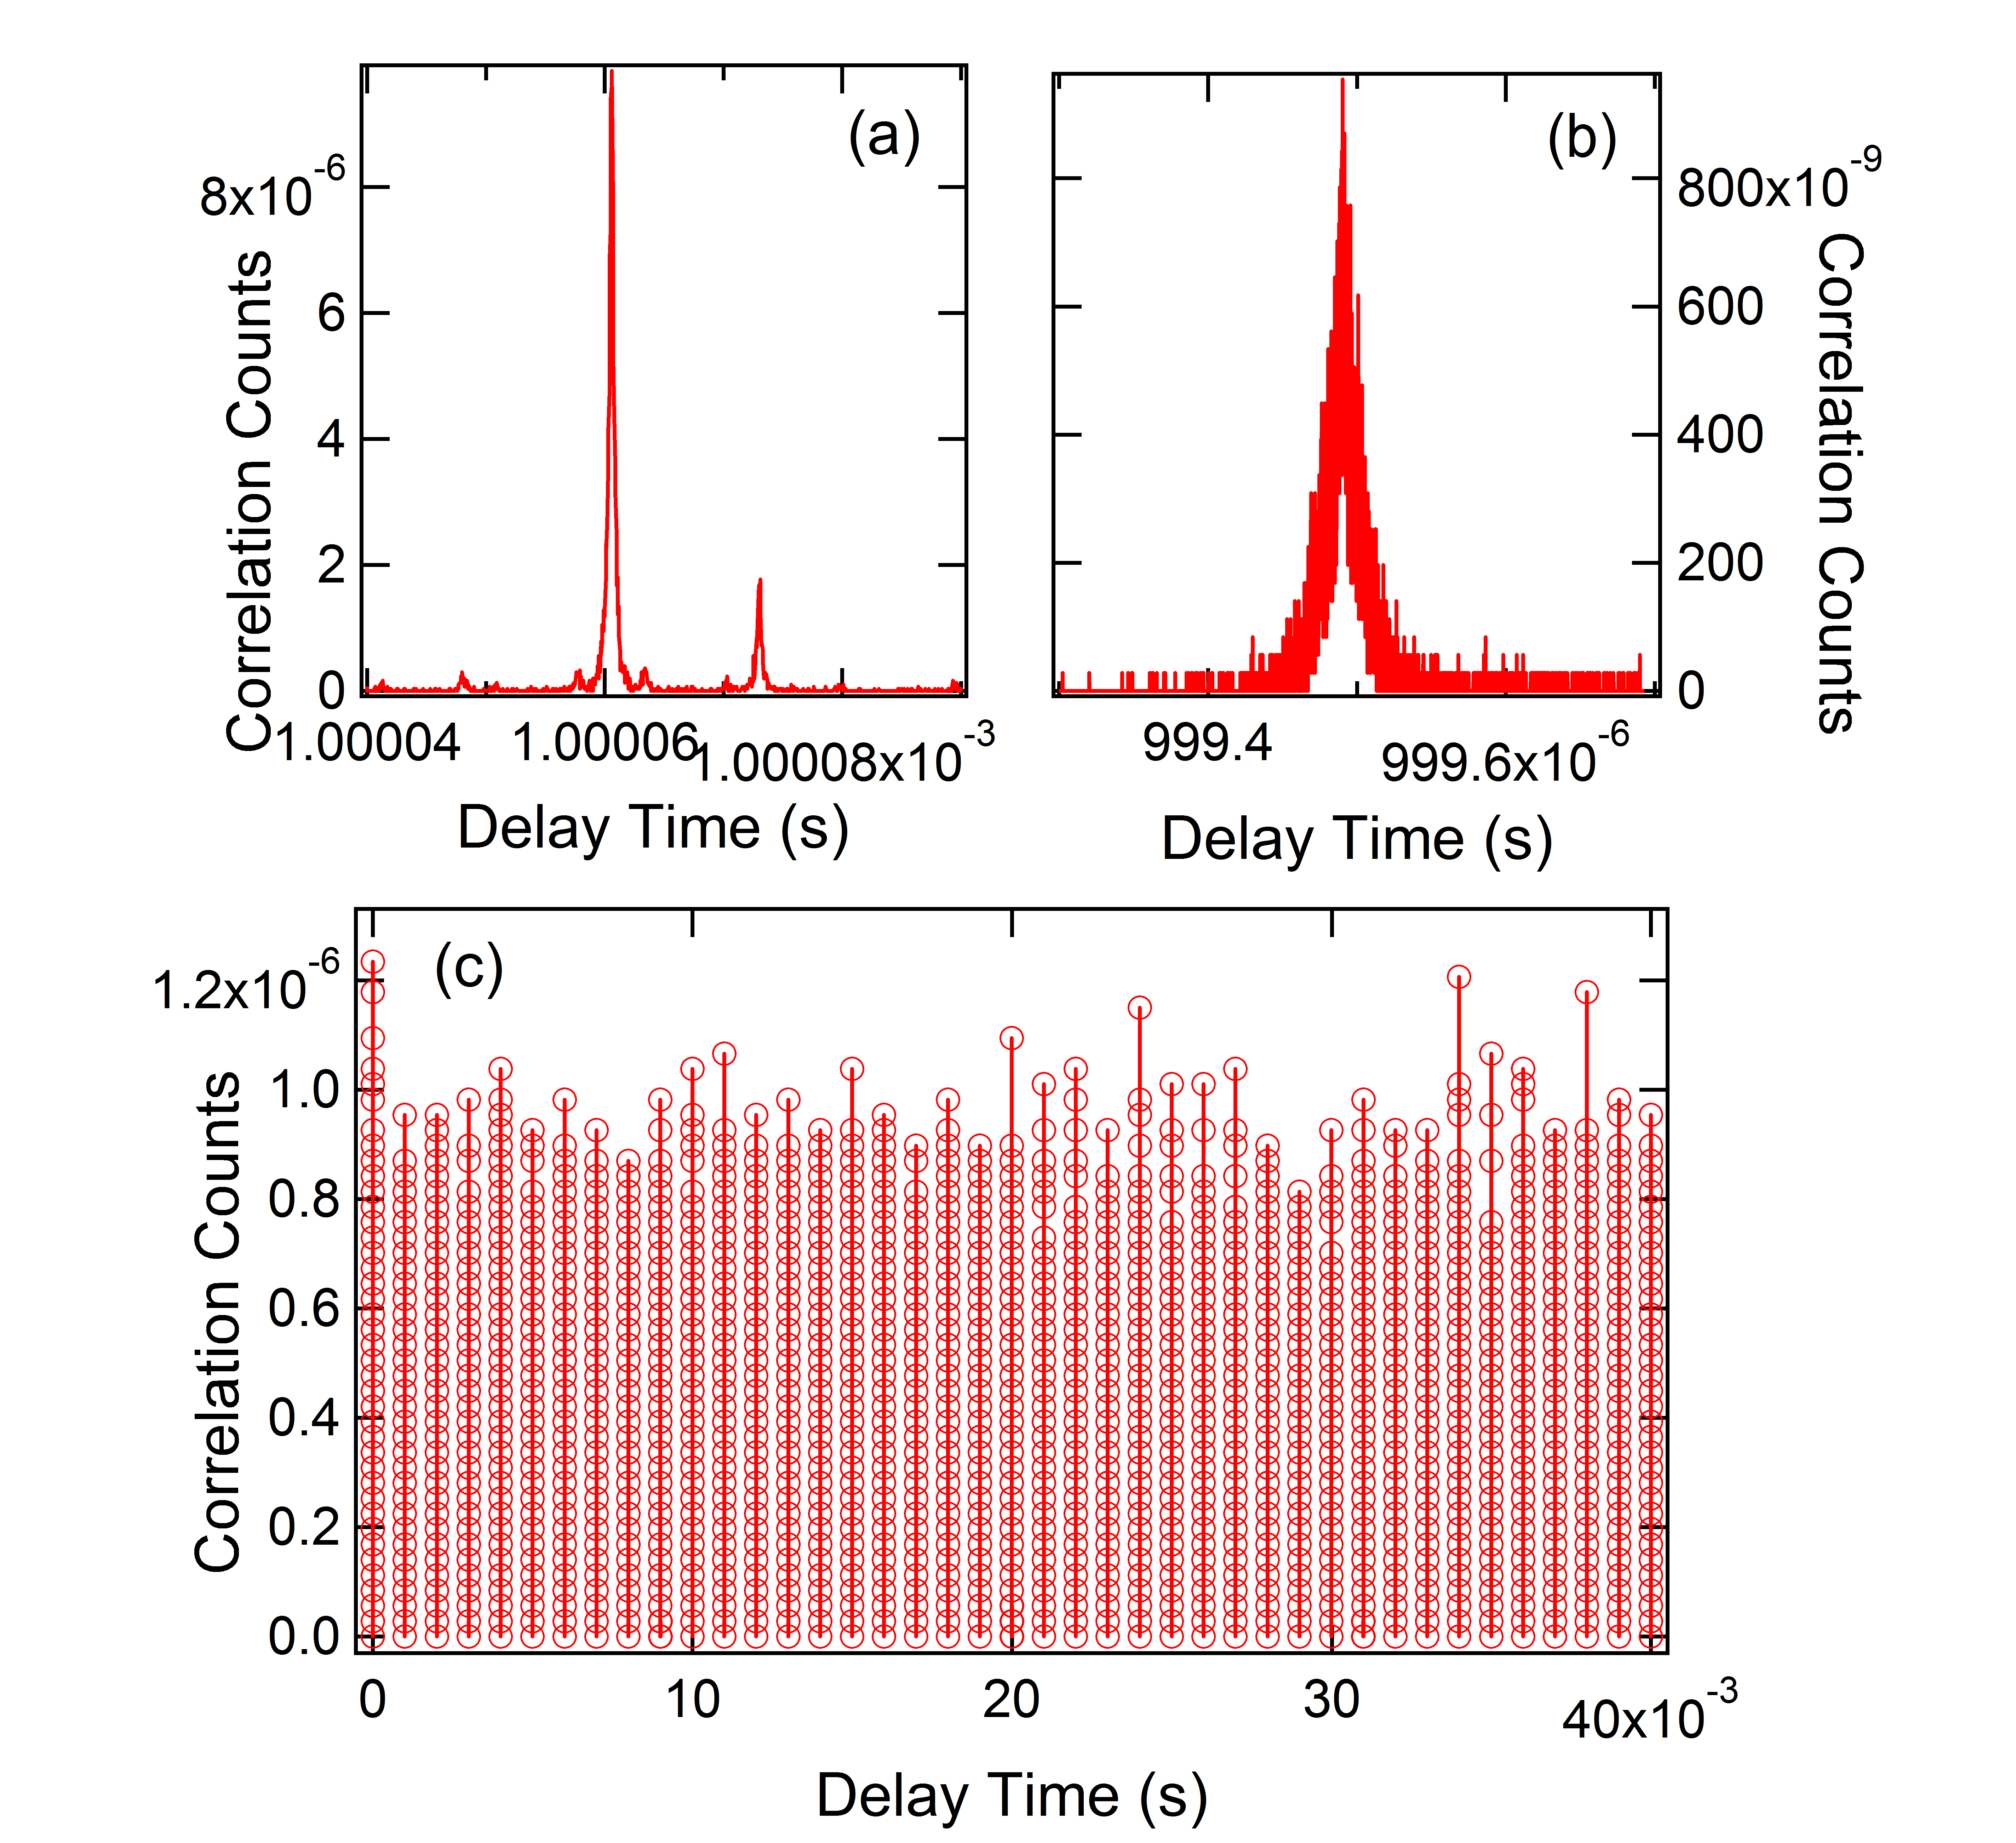 (a)
8x10^-6
6
4
2
0
Correlation Counts
1.00004
1.00006
1.00008x10^-3
Delay Time (s)
(b)
800x10^-9
600
400
200
0
Correlation Counts
999.4
999.6x10^-6
Delay Time (s)
(c)
1.2x10^-6
1.0
0.8
0.6
0.4
0.2
0.0
Correlation Counts
0
10
20
30
40x10^-3
Delay Time (s)